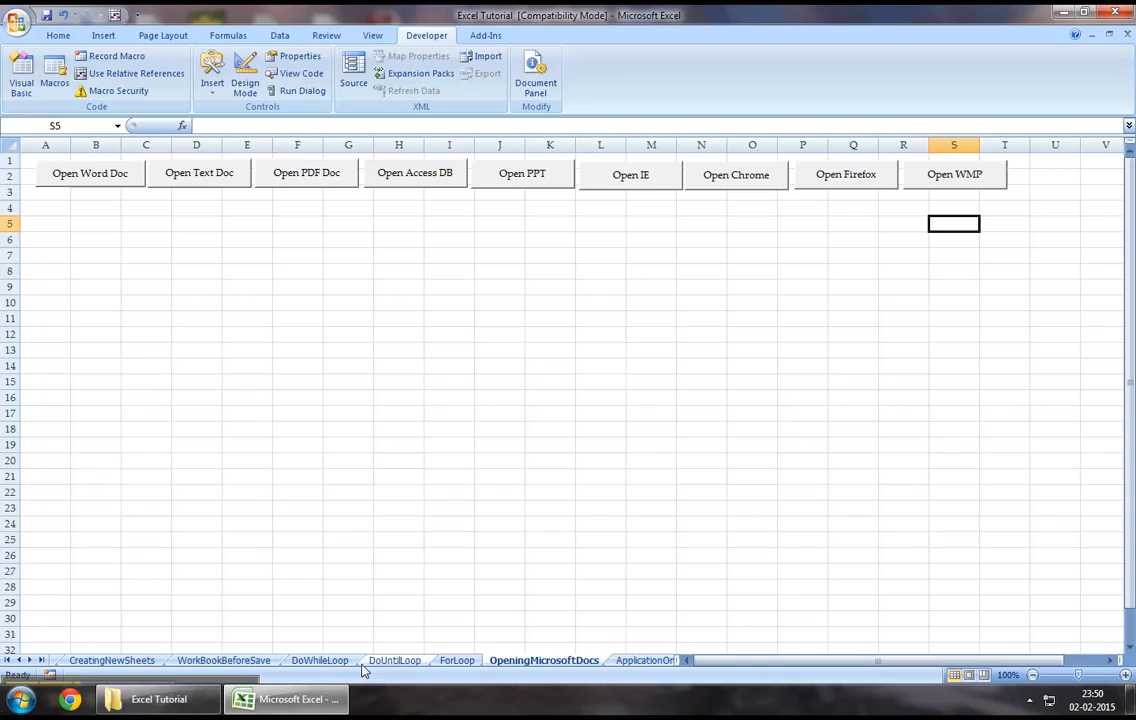 Excel Tutorial [Compatibility Mode] - Microsoft Excel
Home Insert Page Layout Formulas Data Review View Developer Add-Ins
Visual Basic
Macros
Record Macro
Use Relative References
Macro Security
Code
Insert
Design Mode
Properties
View Code
Run Dialog
Controls
Source
Map Properties
Expansion Packs
Refresh Data
Import
Export
XML
Document Panel
Modify
S5
fx
A B C D E F G H I J K L M N O P Q R S T U V
1
2
3
4
5
6
7
8
9
10
11
12
13
14
15
16
17
18
19
20
21
22
23
24
25
26
27
28
29
30
31
32
Open Word Doc Open Text Doc Open PDF Doc Open Access DB Open PPT Open IE Open Chrome Open Firefox Open WMP
CreatingNewSheets WorkBookBeforeSave DoWhileLoop DoUntilLoop ForLoop OpeningMicrosoftDocs
Ready
100%
Excel Tutorial
Microsoft Excel - ...
23:50
02-02-2015